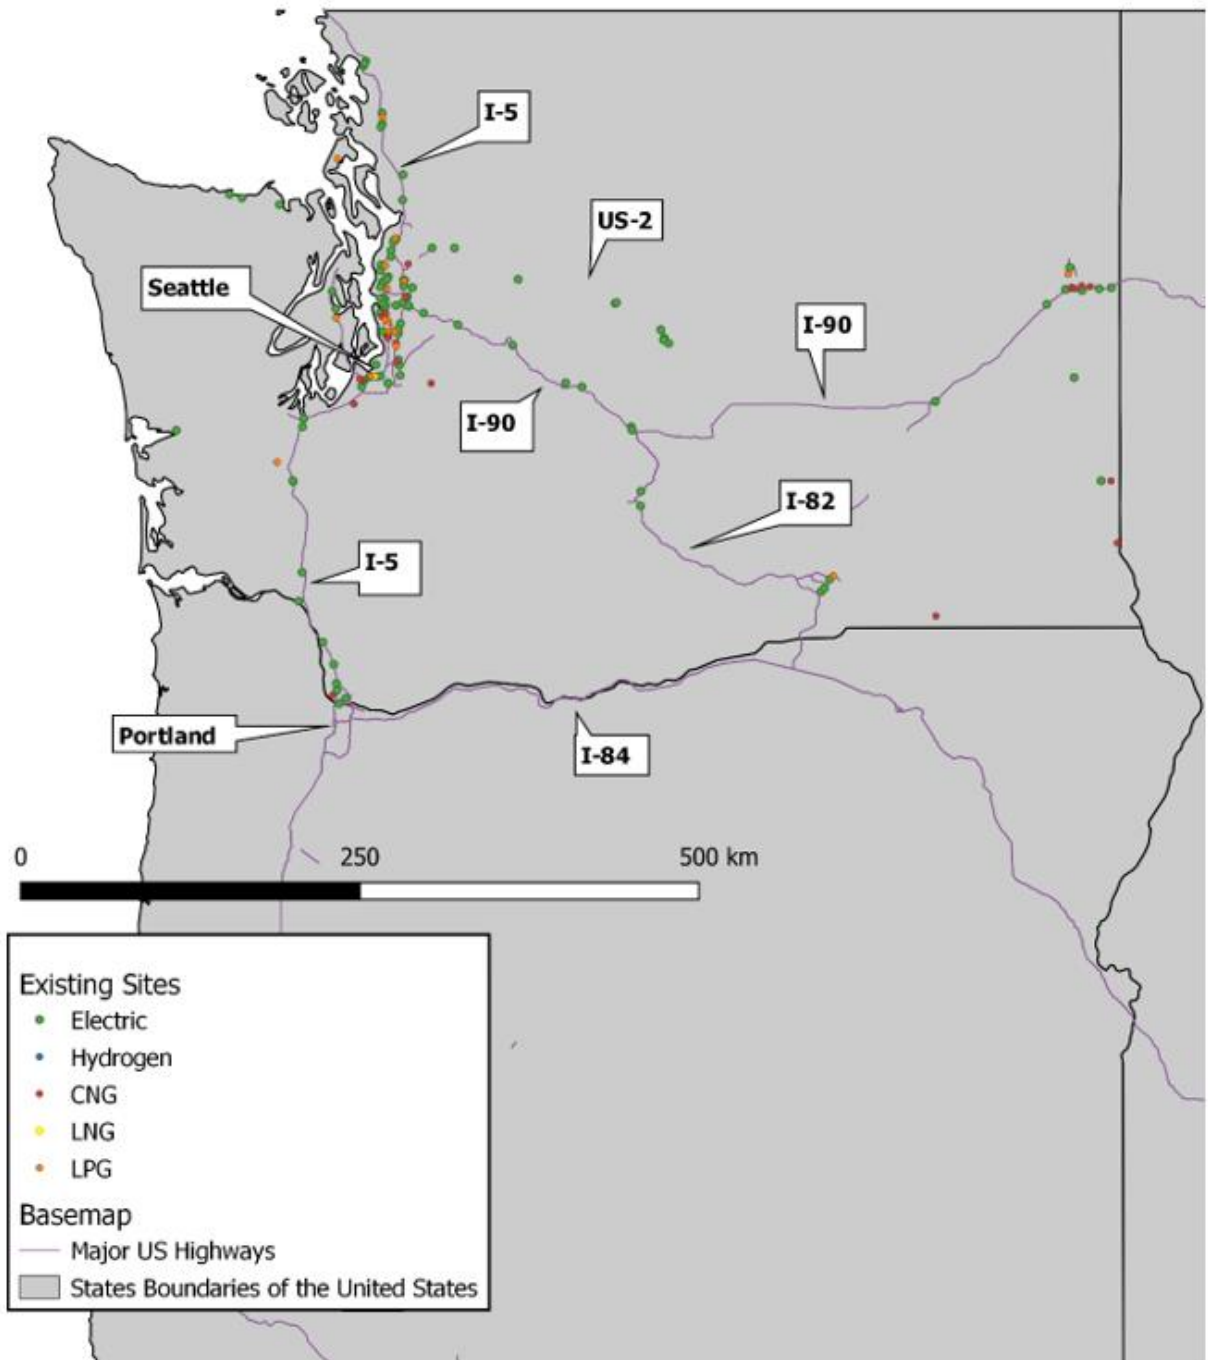 I-5
US-2
Seattle
I-90
I-90
I-82
I-5
Portland
I-84
0 250 500 km
Existing Sites
Electric
Hydrogen
CNG
LNG
LPG
Basemap
Major US Highways
States Boundaries of the United States